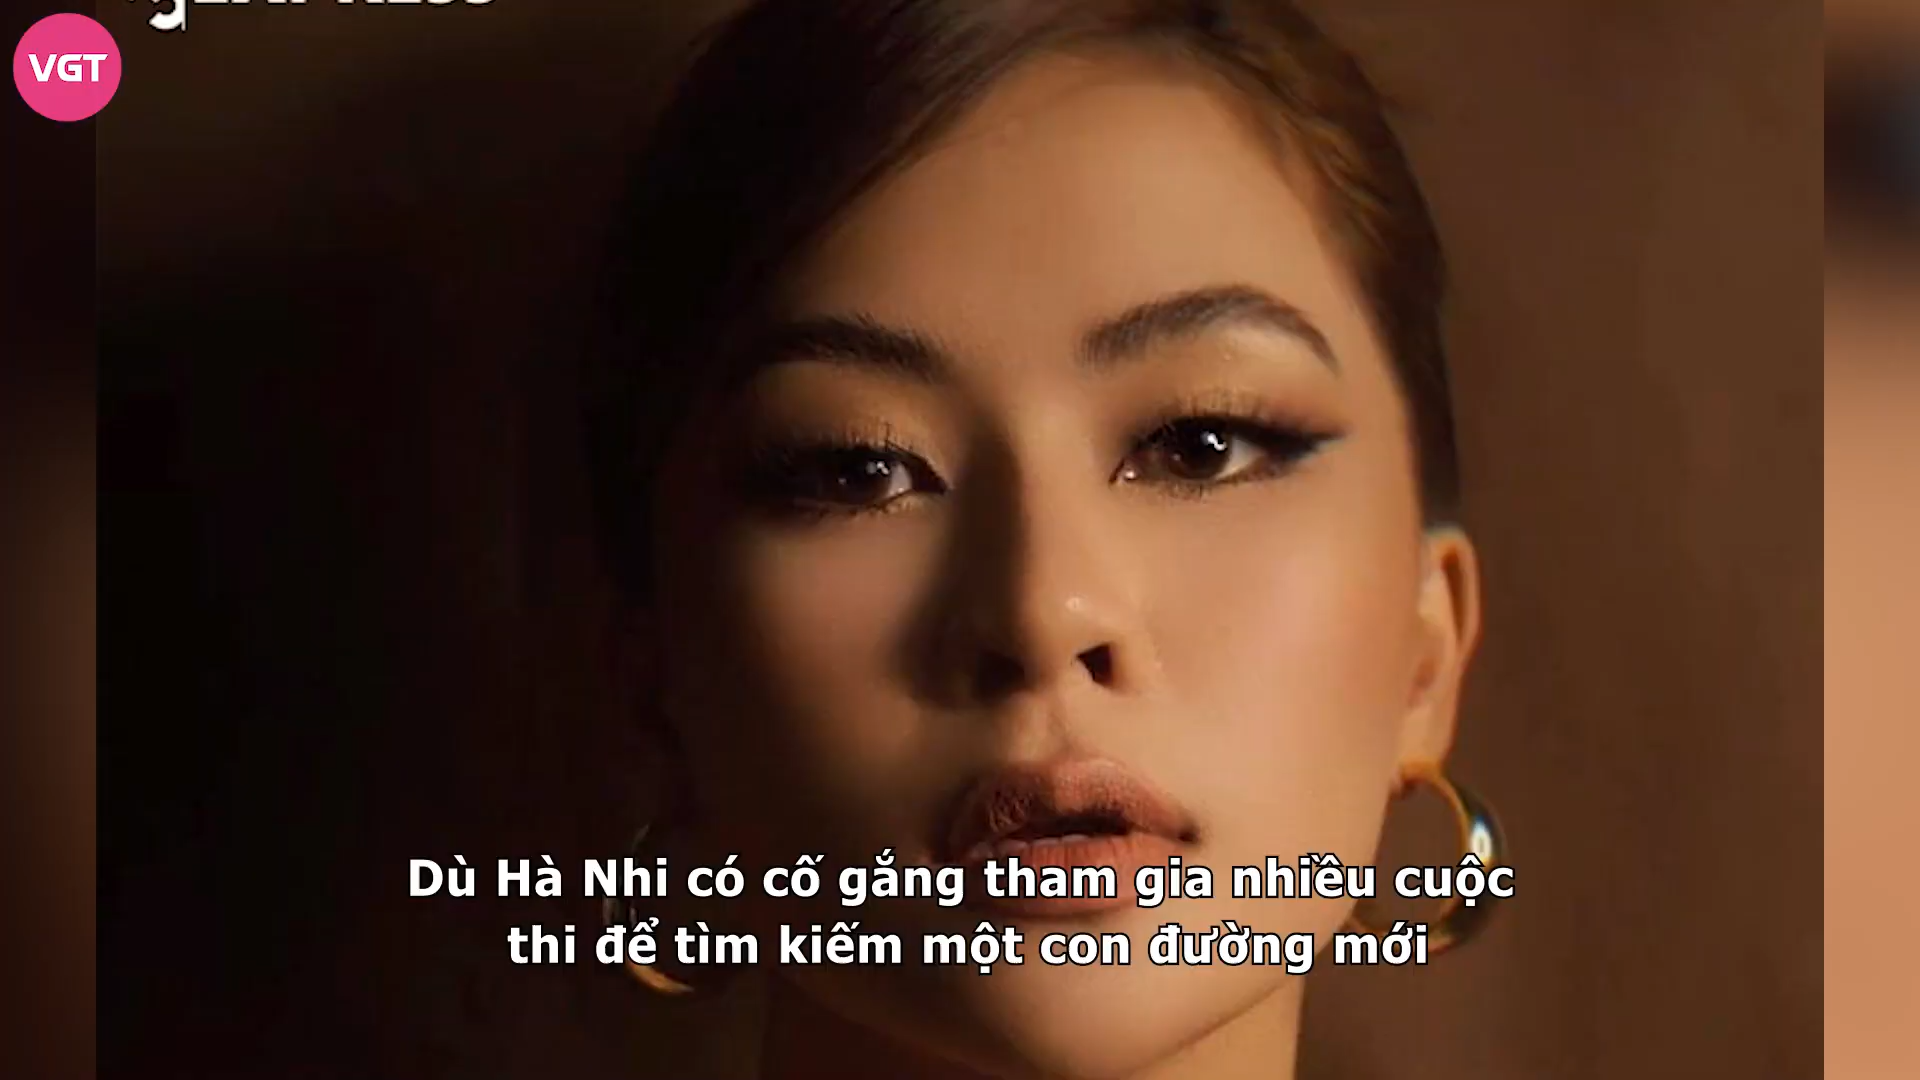 VGT
Dù Hà Nhi có cố gắng tham gia nhiều cuộc
thi để tìm kiếm một con đường mới